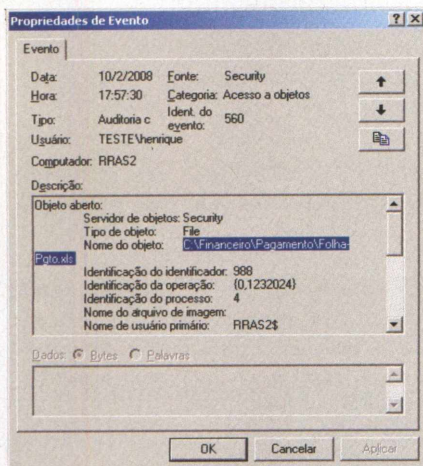 Propriedades de Evento
Evento
Data: 10/2/2008 Fonte: Security
Hora: 17:57:30 Categoria: Acesso a objetos
Tipo: Auditoria c Ident. do evento: 560
Usuário: TESTE\henrique
Computador: RRAS2
Descrição:
Objeto aberto:
Servidor de objetos: Security
Tipo de objeto: File
Nome do objeto: C:\Financeiro\Pagamento\Folha-
Pgto.xls
Identificação do identificador: 988
Identificação da operação: {0,1232024}
Identificação do processo: 4
Nome do arquivo de imagem:
Nome de usuário primário: RRAS2$
Dados: Bytes Palavras
OK Cancelar Aplicar